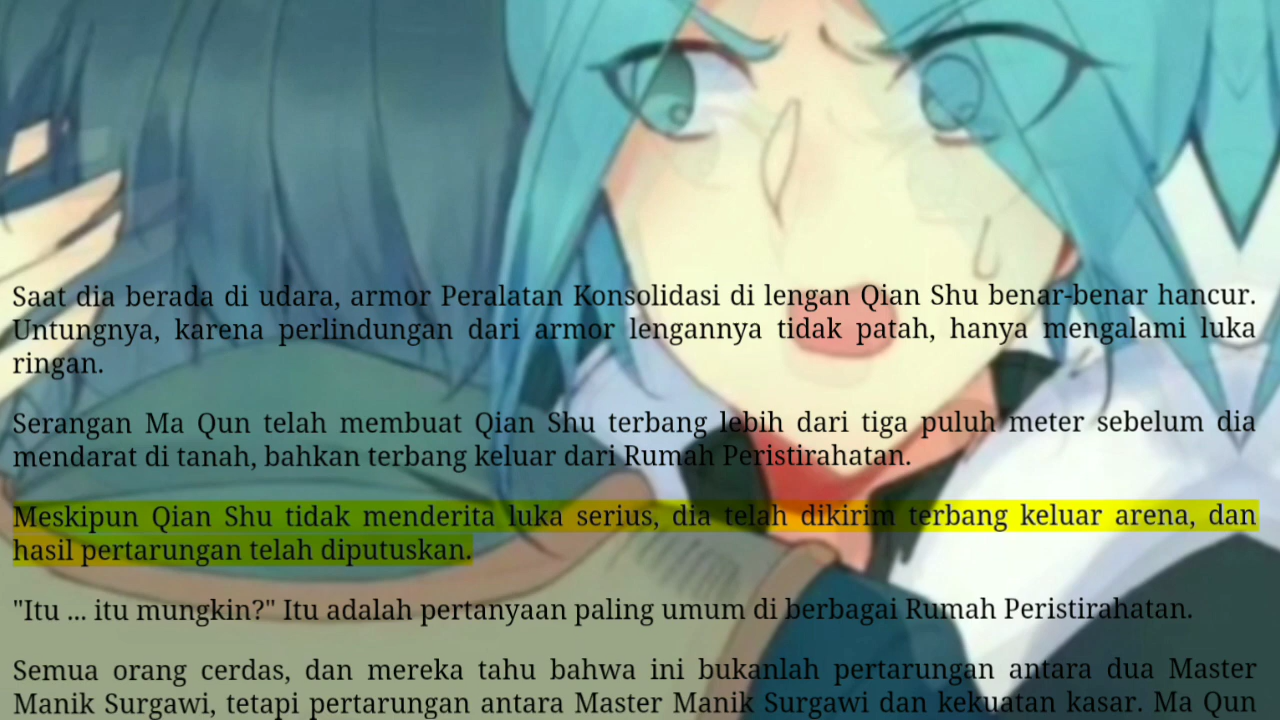 Saat dia berada di udara, armor Peralatan Konsolidasi di lengan Qian Shu benar-benar hancur.
Untungnya, karena perlindungan dari armor lengannya tidak patah, hanya mengalami luka
ringan.
Serangan Ma Qun telah membuat Qian Shu terbang lebih dari tiga puluh meter sebelum dia
mendarat di tanah, bahkan terbang keluar dari Rumah Peristirahatan.
Meskipun Qian Shu tidak menderita luka serius, dia telah dikirim terbang keluar arena, dan
hasil pertarungan telah diputuskan.
"Itu ... itu mungkin?" Itu adalah pertanyaan paling umum di berbagai Rumah Peristirahatan.
Semua orang cerdas, dan mereka tahu bahwa ini bukanlah pertarungan antara dua Master
Manik Surgawi, tetapi pertarungan antara Master Manik Surgawi dan kekuatan kasar. Ma Qun